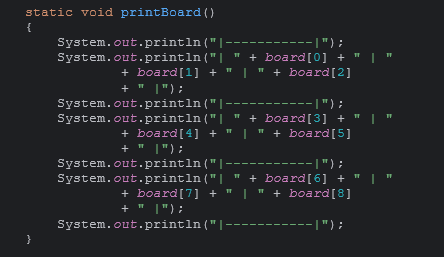 static void printBoard()
{
    System.out.println("|-----------|");
    System.out.println("| " + board[0] + " | "
            + board[1] + " | " + board[2]
            + " |");
    System.out.println("|-----------|");
    System.out.println("| " + board[3] + " | "
            + board[4] + " | " + board[5]
            + " |");
    System.out.println("|-----------|");
    System.out.println("| " + board[6] + " | "
            + board[7] + " | " + board[8]
            + " |");
    System.out.println("|-----------|");
}